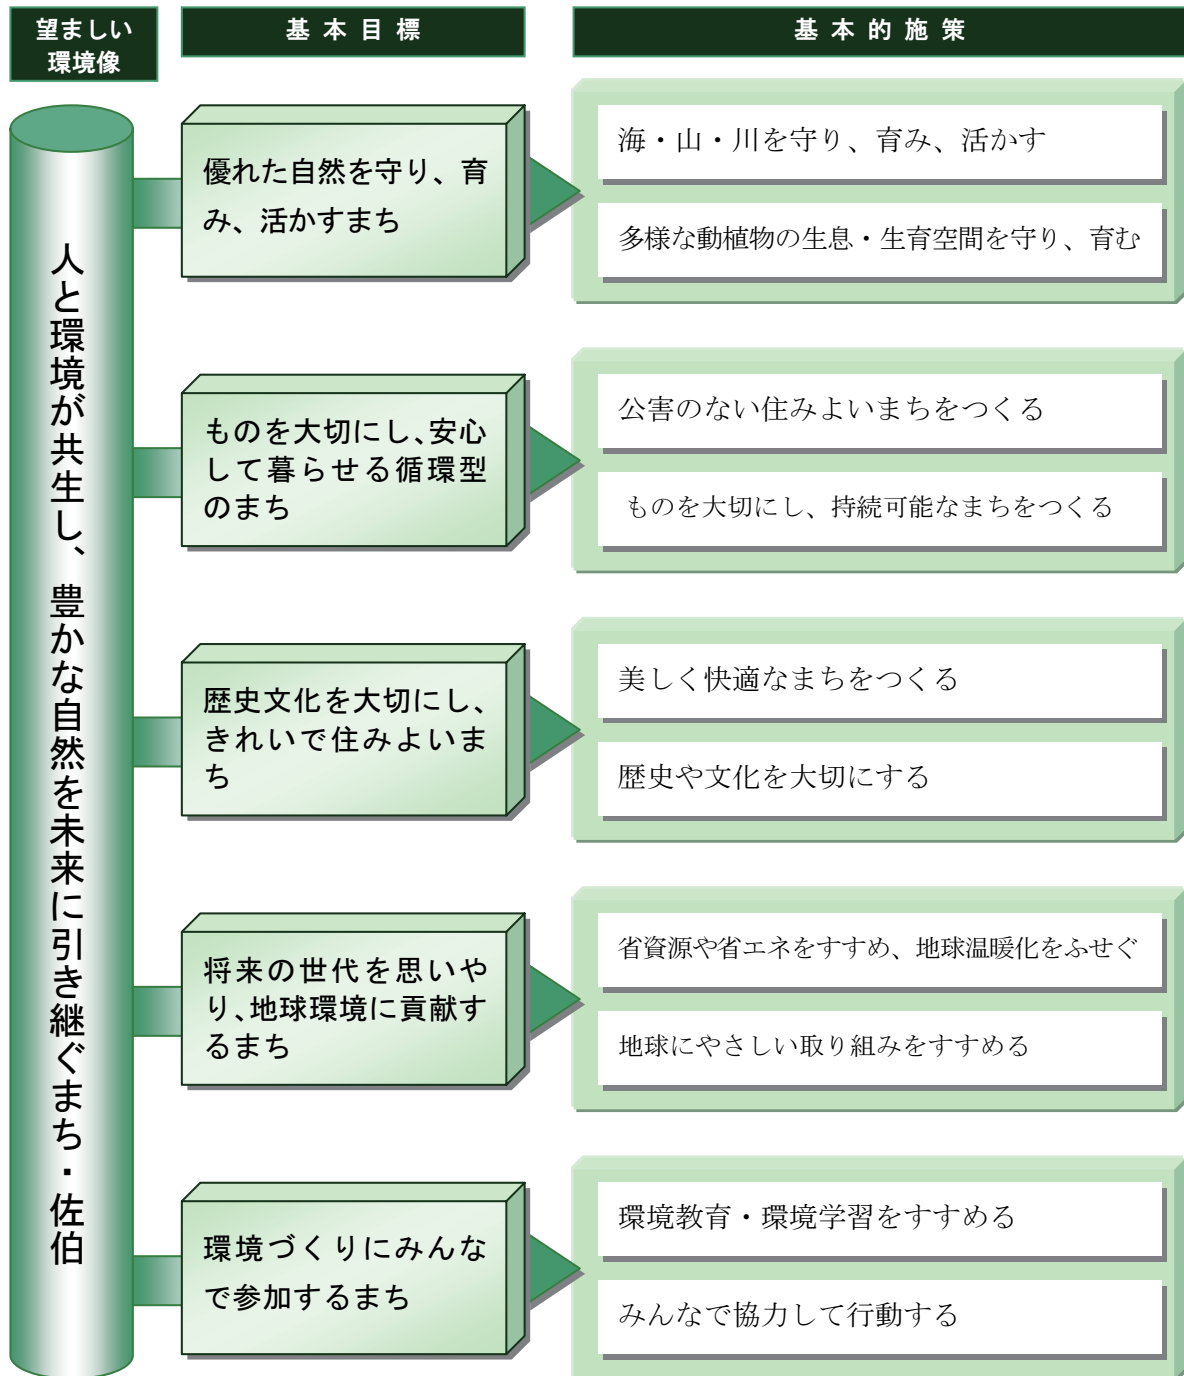 望ましい
環境像
基本目標
基本的施策
人と環境が共生し、豊かな自然を未来に引き継ぐまち・佐伯
優れた自然を守り、育
み、活かすまち
海・山・川を守り、育み、活かす
多様な動植物の生息・生育空間を守り、育む
ものを大切にし、安心
して暮らせる循環型
のまち
公害のない住みよいまちをつくる
ものを大切にし、持続可能なまちをつくる
歴史文化を大切にし、
きれいで住みよいま
ち
美しく快適なまちをつくる
歴史や文化を大切にする
将来の世代を思いや
り、地球環境に貢献す
るまち
省資源や省エネをすすめ、地球温暖化をふせぐ
地球にやさしい取り組みをすすめる
環境づくりにみんな
で参加するまち
環境教育・環境学習をすすめる
みんなで協力して行動する